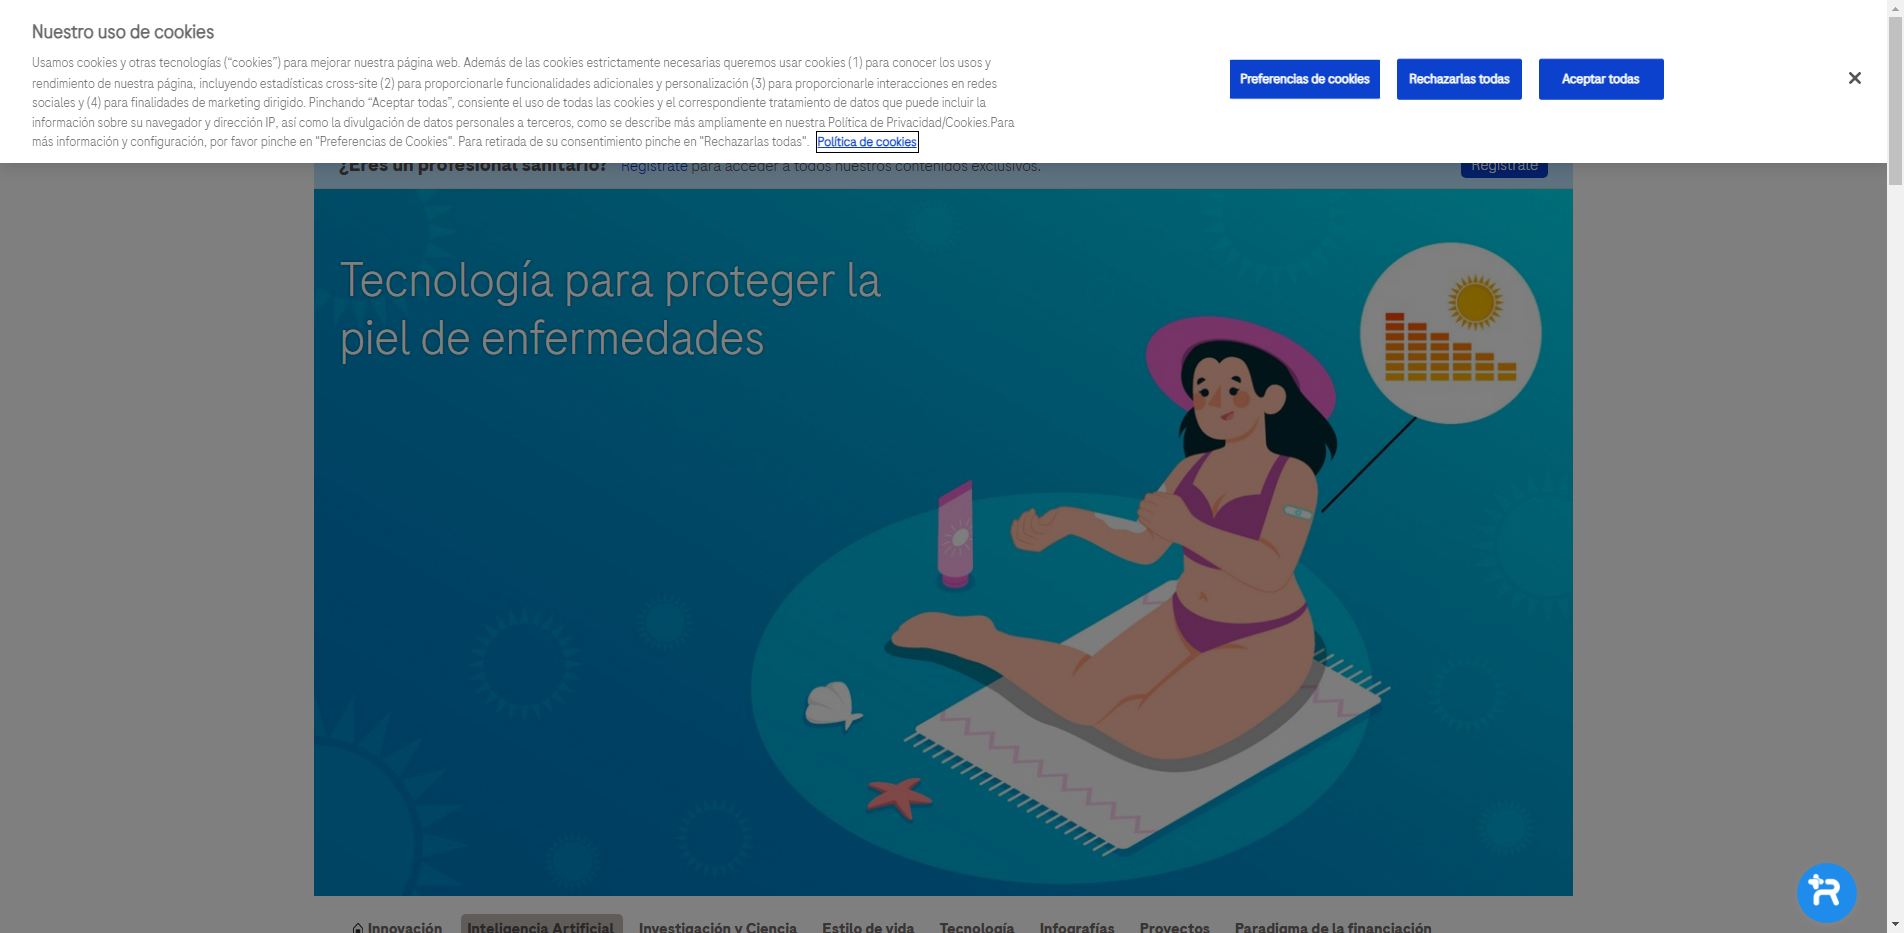 Nuestro uso de cookies
Usamos cookies y otras tecnologías (“cookies”) para mejorar nuestra página web. Además de las cookies estrictamente necesarias queremos usar cookies (1) para conocer los usos y
rendimiento de nuestra página, incluyendo estadísticas cross-site (2) para proporcionarle funcionalidades adicionales y personalización (3) para proporcionarle interacciones en redes
sociales y (4) para finalidades de marketing dirigido. Pinchando “Aceptar todas”, consiente el uso de todas las cookies y el correspondiente tratamiento de datos que puede incluir la
información sobre su navegador y dirección IP, así como la divulgación de datos personales a terceros, como se describe más ampliamente en nuestra Política de Privacidad/Cookies.Para
más información y configuración, por favor pinche en "Preferencias de Cookies". Para retirada de su consentimiento pinche en "Rechazarlas todas". Política de cookies
Preferencias de cookies
Rechazarlas todas
Aceptar todas
¿Eres un profesional sanitario? Regístrate para acceder a todos nuestros contenidos exclusivos.
Regístrate
Tecnología para proteger la
piel de enfermedades
Innovación Inteligencia Artificial Investigación y Ciencia Estilo de vida Tecnología Infografías Proyectos Paradigma de la financiación